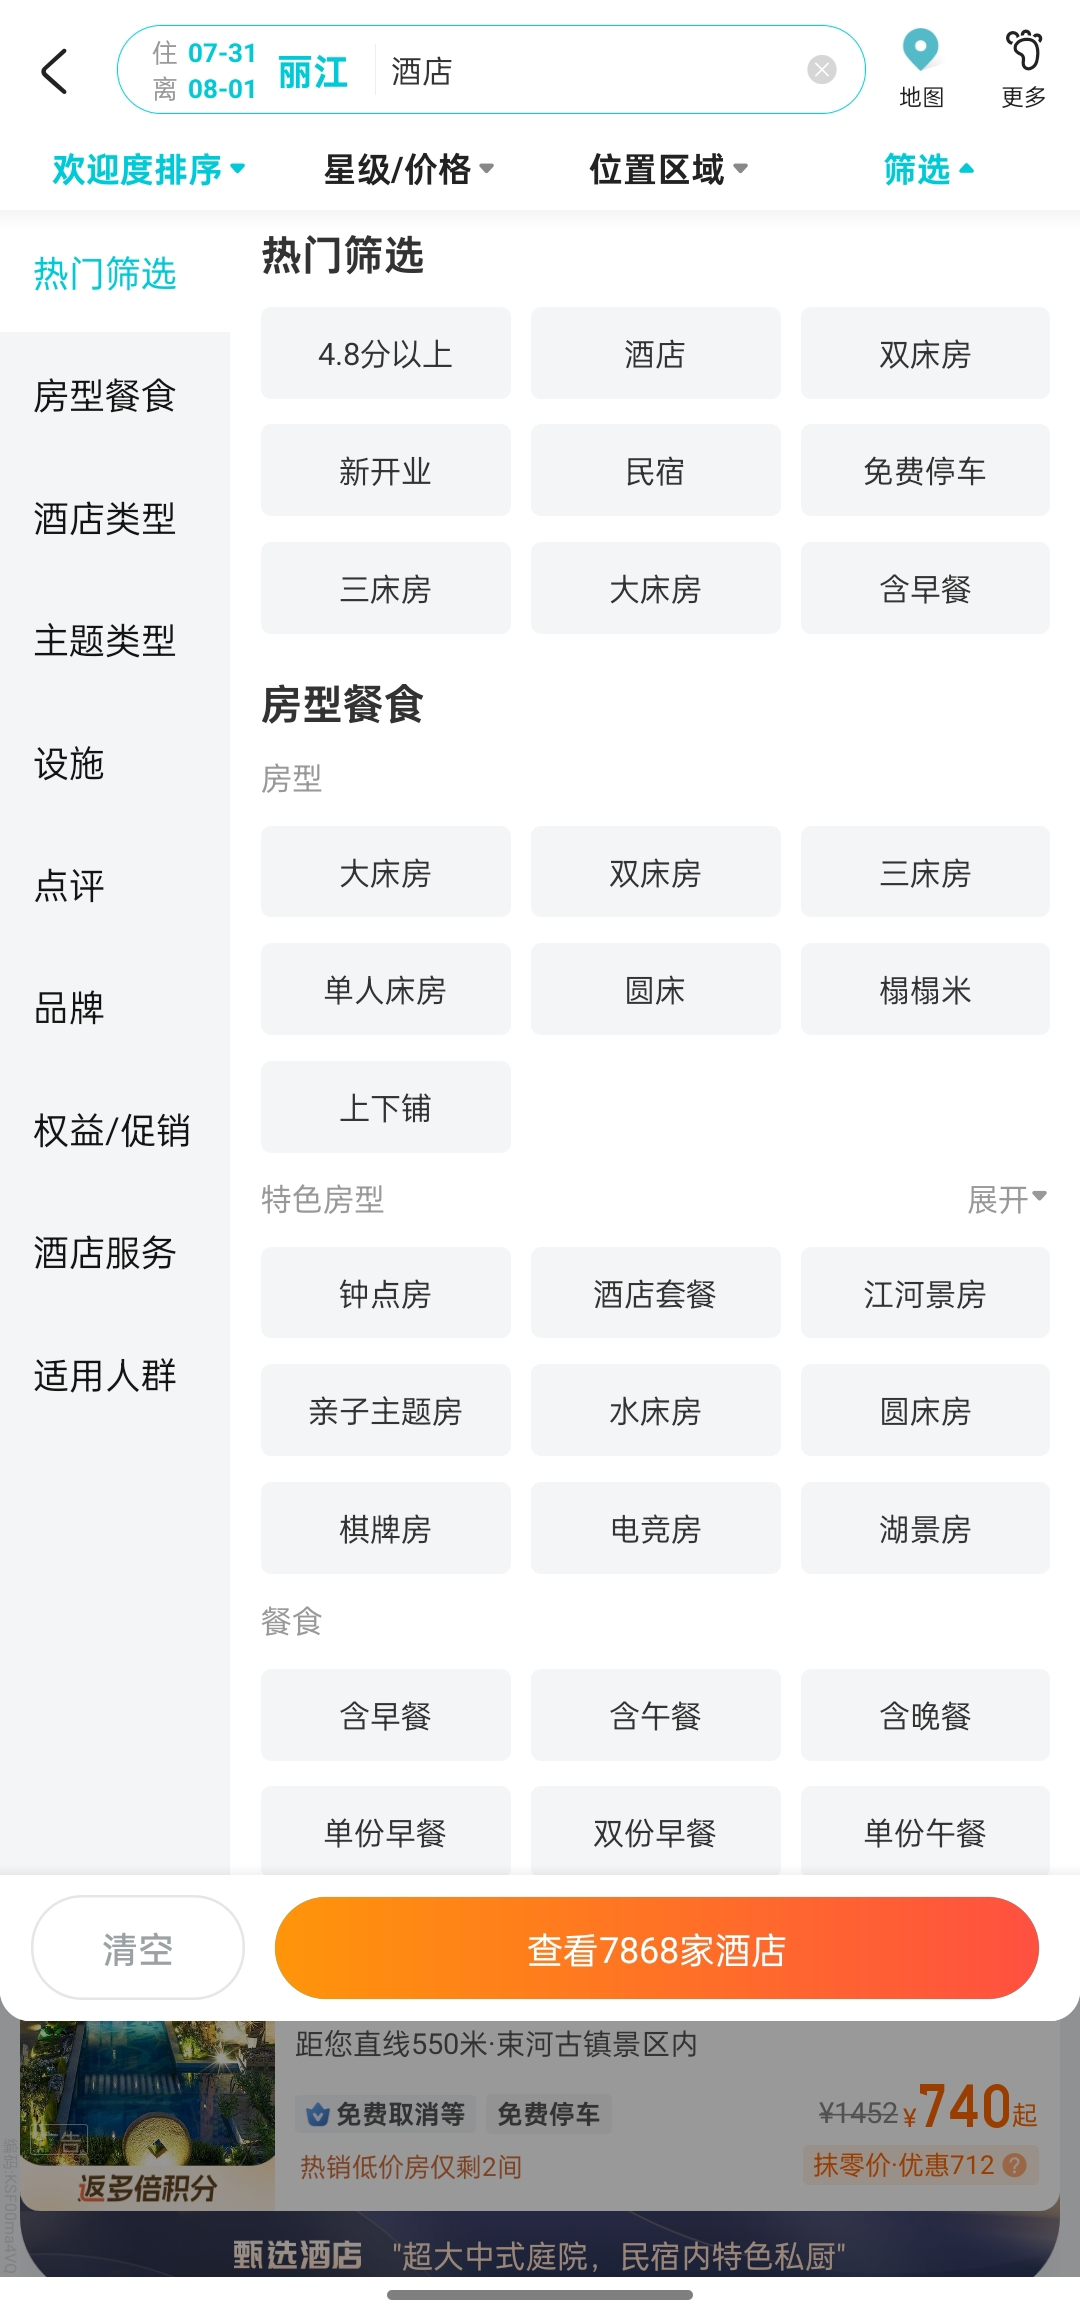 住 07-31
离 08-01
丽江
酒店
地图
更多
欢迎度排序
星级/价格
位置区域
筛选
热门筛选
房型餐食
酒店类型
主题类型
设施
点评
品牌
权益/促销
酒店服务
适用人群
热门筛选
4.8分以上 酒店 双床房
新开业 民宿 免费停车
三床房 大床房 含早餐
房型餐食
房型
大床房 双床房 三床房
单人床房 圆床 榻榻米
上下铺
特色房型 展开
钟点房 酒店套餐 江河景房
亲子主题房 水床房 圆床房
棋牌房 电竞房 湖景房
餐食
含早餐 含午餐 含晚餐
单份早餐 双份早餐 单份午餐
清空 查看7868家酒店
距您直线550米·束河古镇景区内
免费取消等 免费停车
¥1452 ¥740起
热销低价房仅剩2间
抹零价·优惠712 ?
广告
返多倍积分
甄选酒店 "超大中式庭院，民宿内特色私厨"